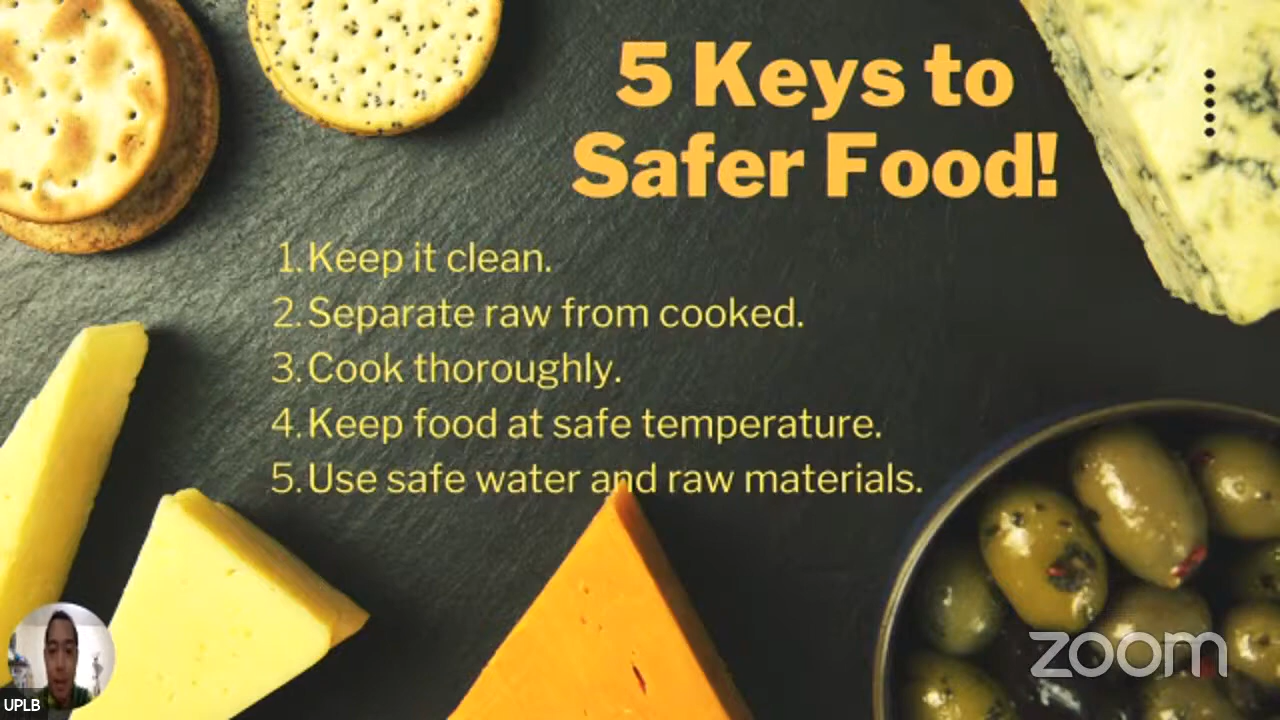 5 Keys to
Safer Food!
1. Keep it clean.
2. Separate raw from cooked.
3. Cook thoroughly.
4. Keep food at safe temperature.
5. Use safe water and raw materials.
zoom
UPLB